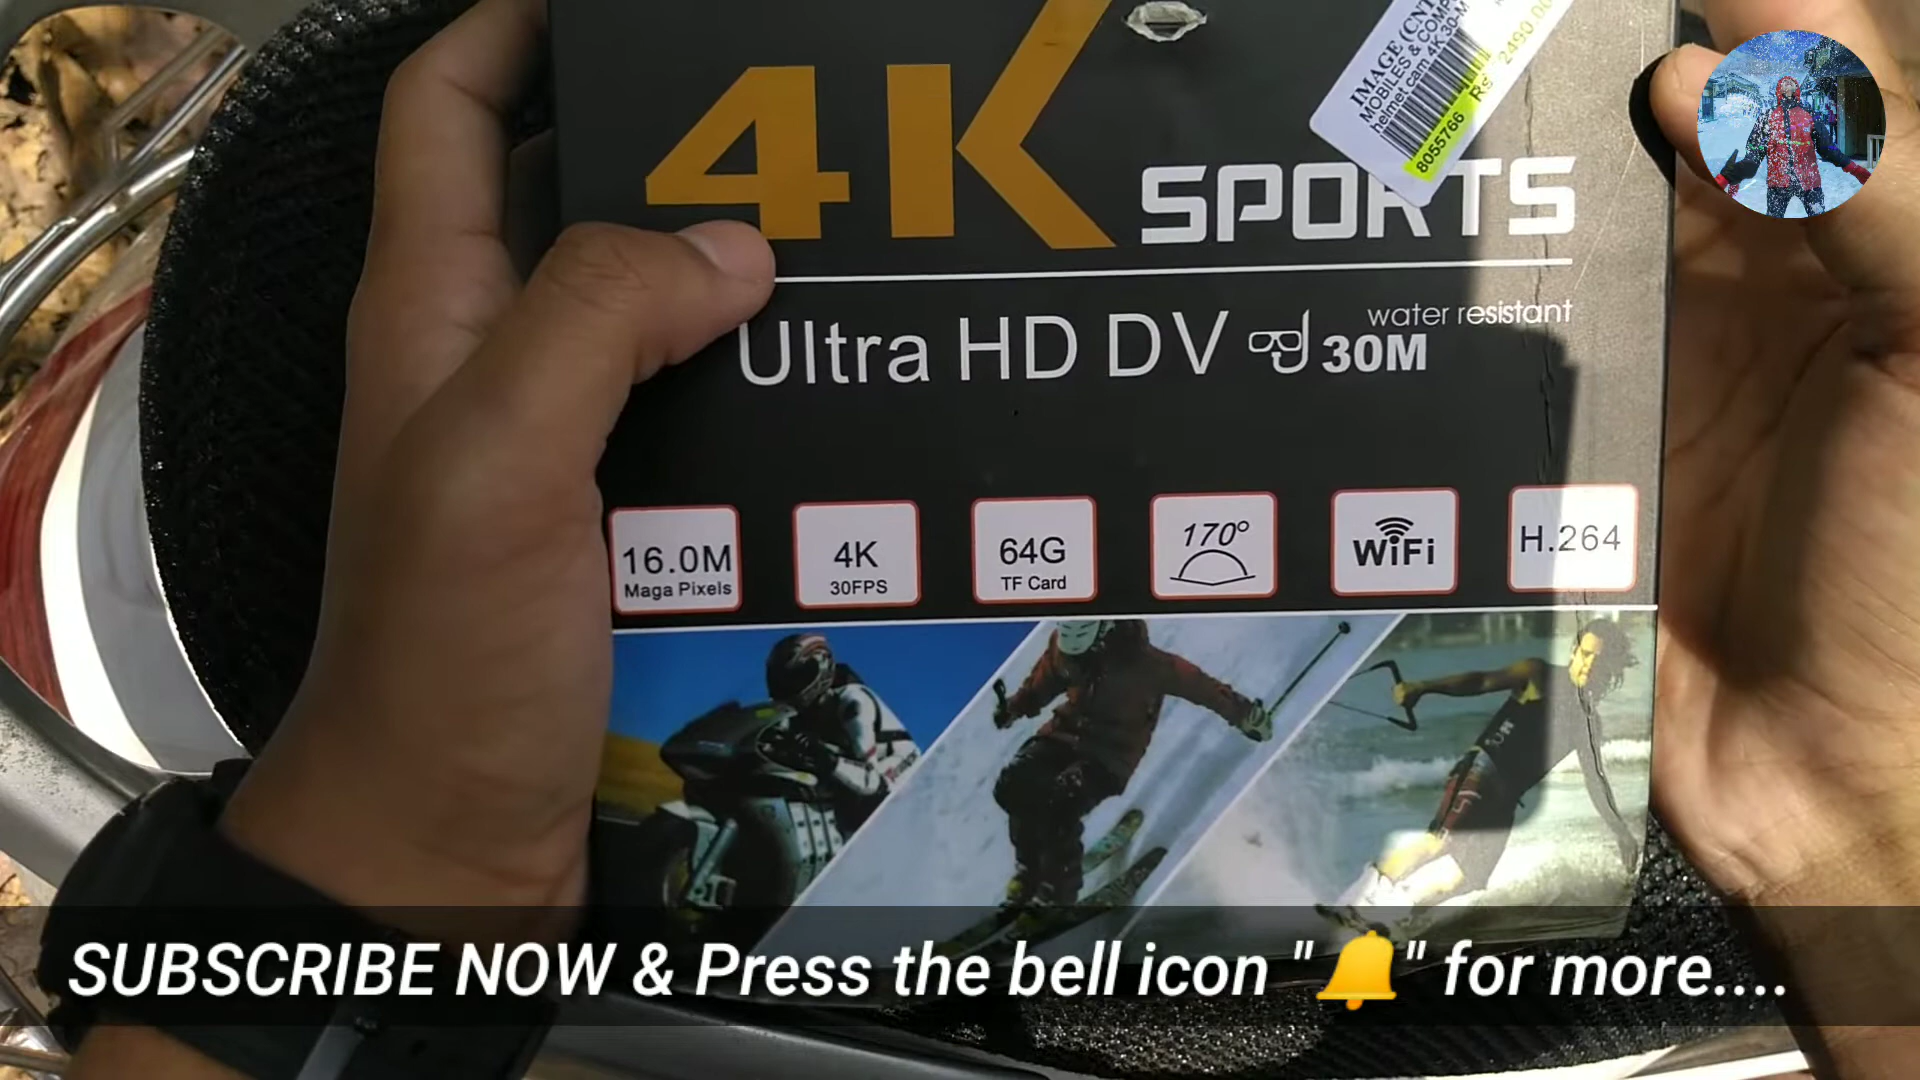 4K SPORTS
IMAGE (CNT
MOBILES & COMP
helmet cam 4K 30-M
8055766 Rs 2490.00
Ultra HD DV
water resistant
30M
16.0M
Maga Pixels
4K
30FPS
64G
TF Card
170°
WiFi
H.264
SUBSCRIBE NOW & Press the bell icon "🔔" for more....